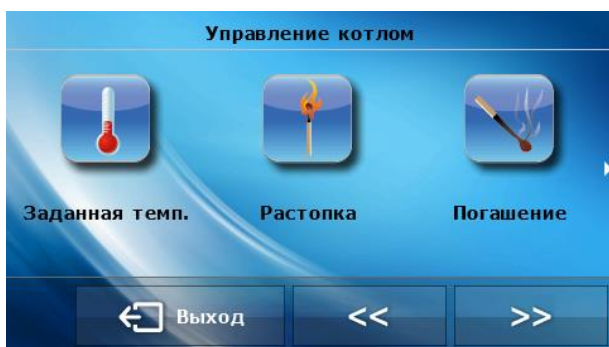 Управление котлом
Заданная темп. Растопка Погашение
Выход << >>